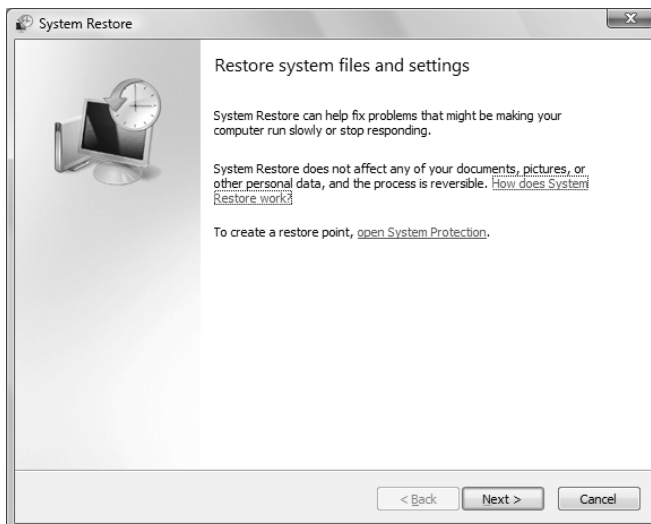 System Restore
X
Restore system files and settings
System Restore can help fix problems that might be making your
computer run slowly or stop responding.
System Restore does not affect any of your documents, pictures, or
other personal data, and the process is reversible. How does System
Restore work?
To create a restore point, open System Protection.
< Back Next > Cancel